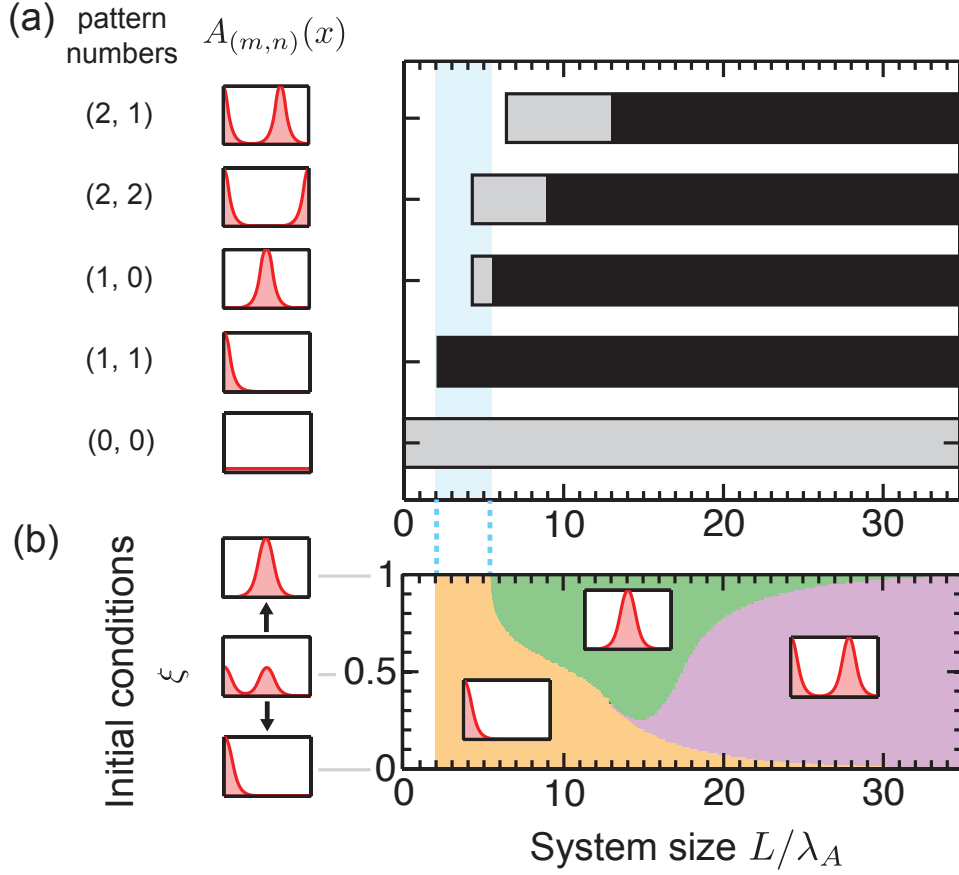 (a)
pattern
numbers
A(m,n)(x)
(2, 1)
(2, 2)
(1, 0)
(1, 1)
(0, 0)
0 10 20 30
(b)
Initial conditions
ξ
1
0.5
0
0 10 20 30
System size L/λA